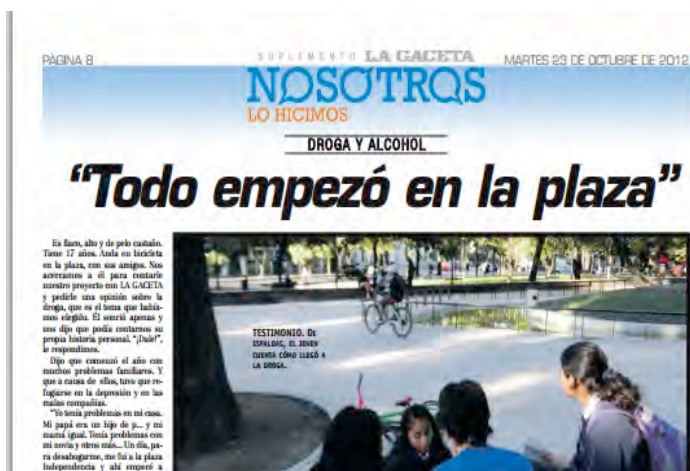 PÁGINA 8
SUPLEMENTO LA GACETA
MARTES 23 DE OCTUBRE DE 2012
NOSOTROS
LO HICIMOS
DROGA Y ALCOHOL
"Todo empezó en la plaza"
Es flaco, alto y de pelo castaño.
Tiene 17 años. Anda en bicicleta
en la plaza, con sus amigos. Nos
acercamos a él para contarle
nuestro proyecto con LA GACETA
y pedirle una opinión sobre la
droga, que es el tema que había-
mos elegido. Él sonrió apenas y
nos dijo que podía contarnos su
propia historia personal. "¡Dale!",
le respondimos.
Dijo que comenzó el año con
muchos problemas familiares. Y
que a causa de ellos, tuvo que re-
fugiarse en la depresión y en las
malas compañías.
"Yo tenía problemas en mi casa.
Mi papá era un hijo de p... y mi
mamá igual. Tenía problemas con
mi novia y otros más... Un día, pa-
ra desahogarme, me fui a la plaza
Independencia y ahí empecé a
TESTIMONIO. DE
ESPALDAS, EL JOVEN
CUENTA CÓMO LLEGÓ A
LA DROGA.